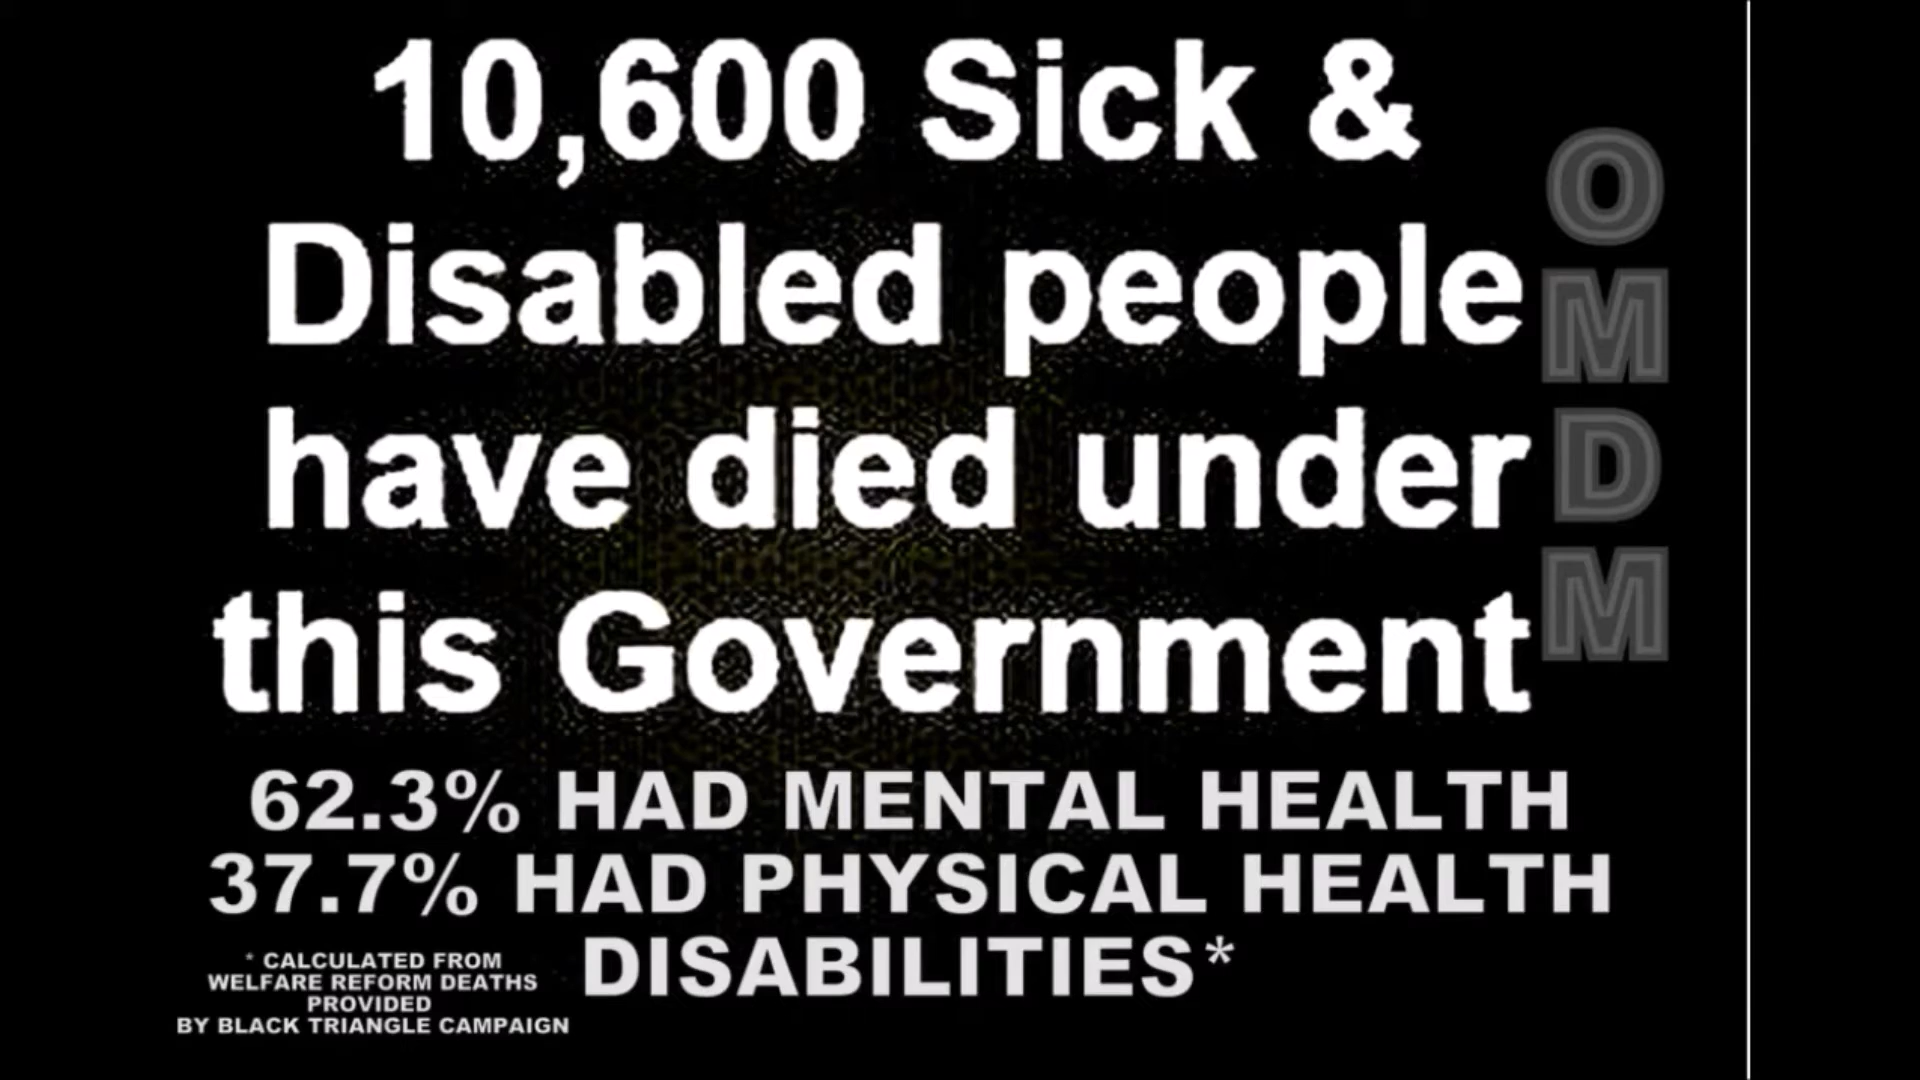 10,600 Sick &
Disabled people
have died under
this Government
O
M
D
M
62.3% HAD MENTAL HEALTH
37.7% HAD PHYSICAL HEALTH
DISABILITIES*
* CALCULATED FROM
WELFARE REFORM DEATHS
PROVIDED
BY BLACK TRIANGLE CAMPAIGN